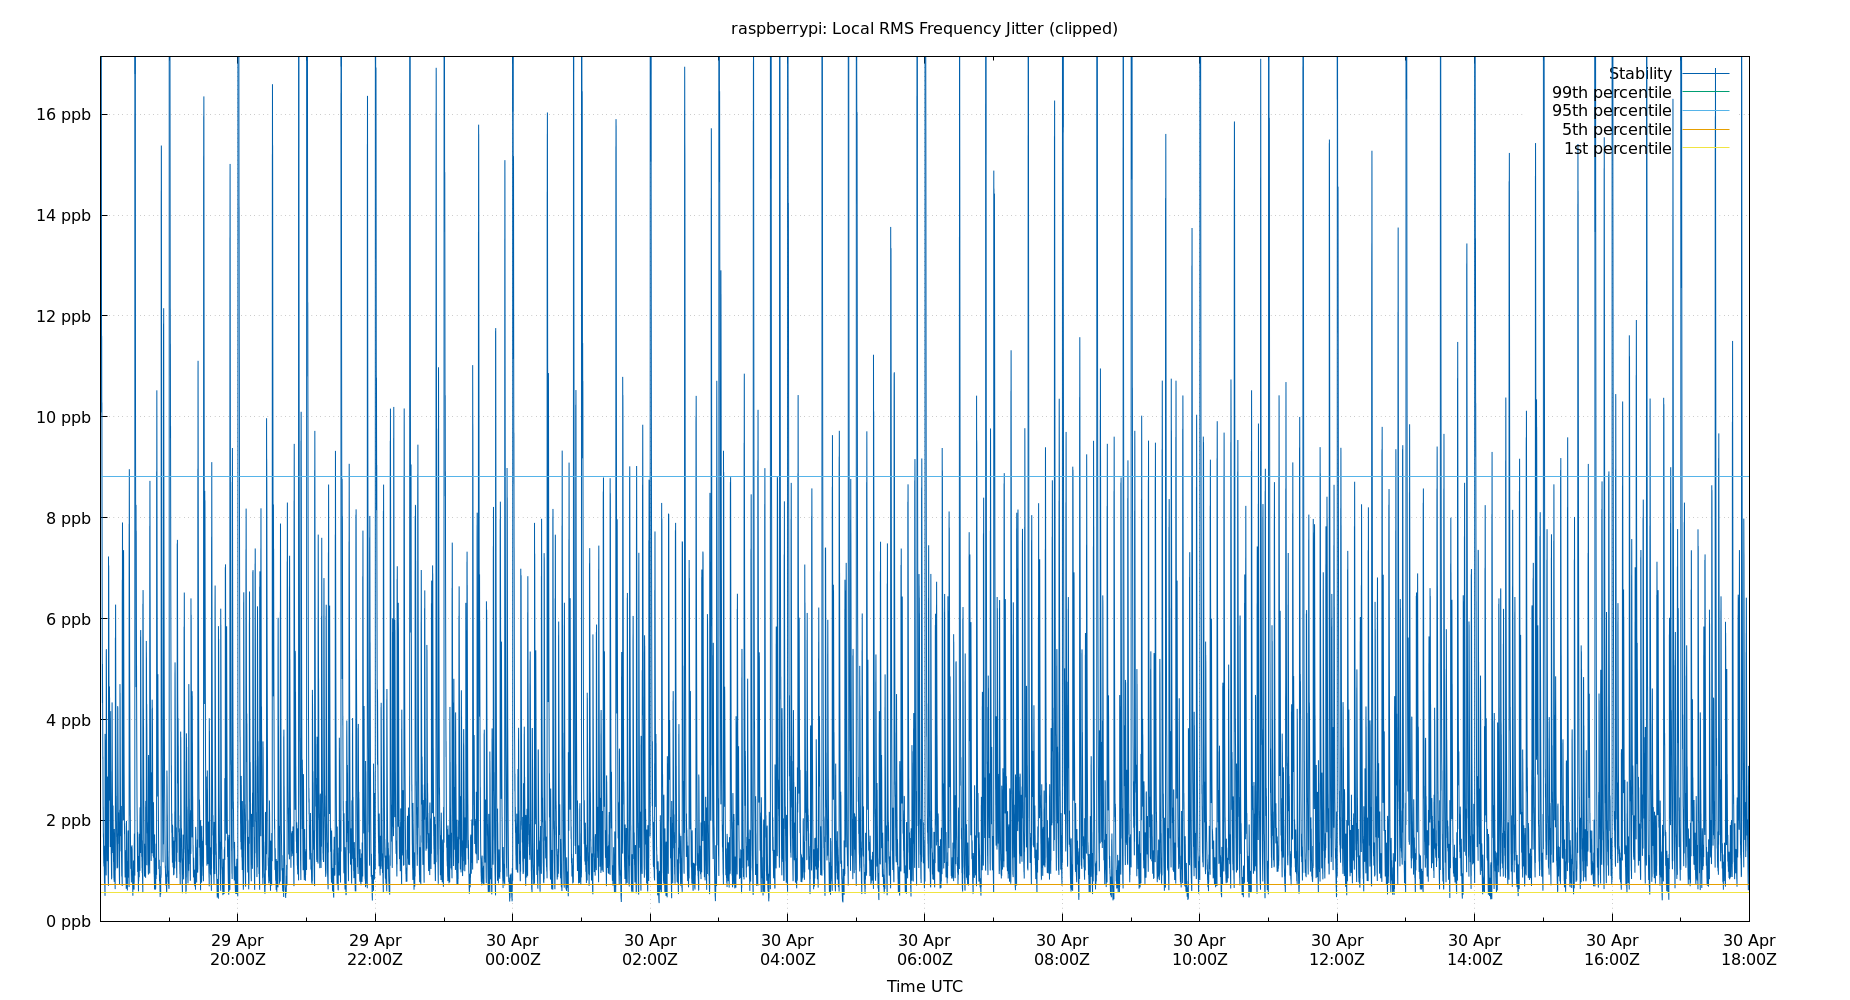 raspberrypi: Local RMS Frequency Jitter (clipped)
Stability
99th percentile
95th percentile
5th percentile
1st percentile
16 ppb
14 ppb
12 ppb
10 ppb
8 ppb
6 ppb
4 ppb
2 ppb
0 ppb
29 Apr 29 Apr 30 Apr 30 Apr 30 Apr 30 Apr 30 Apr 30 Apr 30 Apr 30 Apr 30 Apr 30 Apr
20:00Z 22:00Z 00:00Z 02:00Z 04:00Z 06:00Z 08:00Z 10:00Z 12:00Z 14:00Z 16:00Z 18:00Z
Time UTC